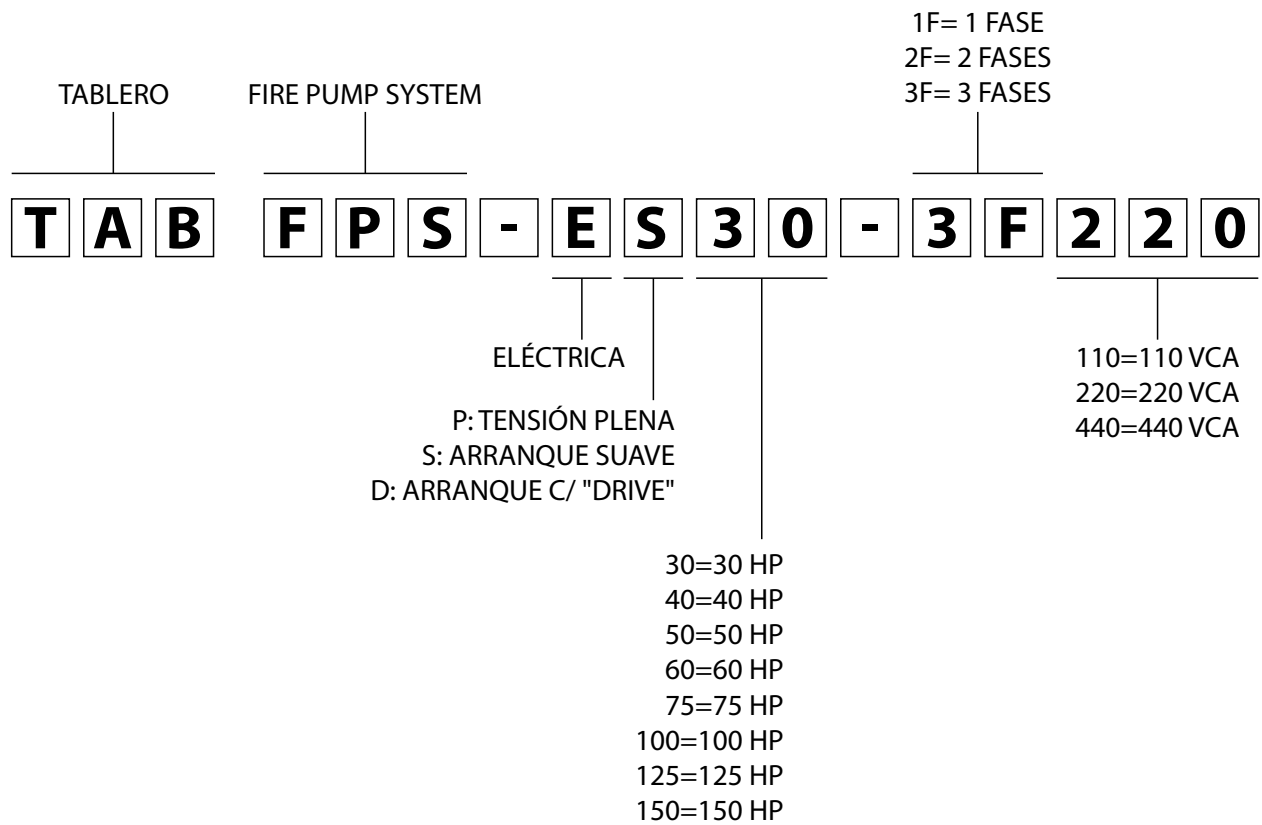 1F= 1 FASE
2F= 2 FASES
3F= 3 FASES
TABLERO
FIRE PUMP SYSTEM
TAB FPS-ES30-3F220
ELÉCTRICA
P: TENSIÓN PLENA
S: ARRANQUE SUAVE
D: ARRANQUE C/ "DRIVE"
110=110 VCA
220=220 VCA
440=440 VCA
30=30 HP
40=40 HP
50=50 HP
60=60 HP
75=75 HP
100=100 HP
125=125 HP
150=150 HP